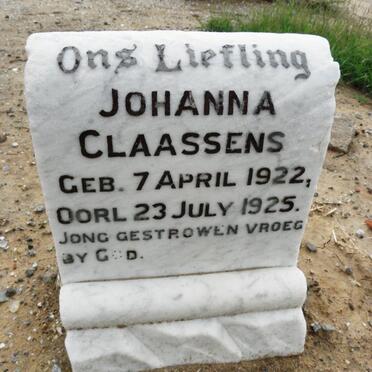 Ons Liefling
JOHANNA
CLAASSENS
GEB. 7 APRIL 1922,
OORL 23 JULY 1925.
JONG GESTROWEN VROEG
BY GOD.